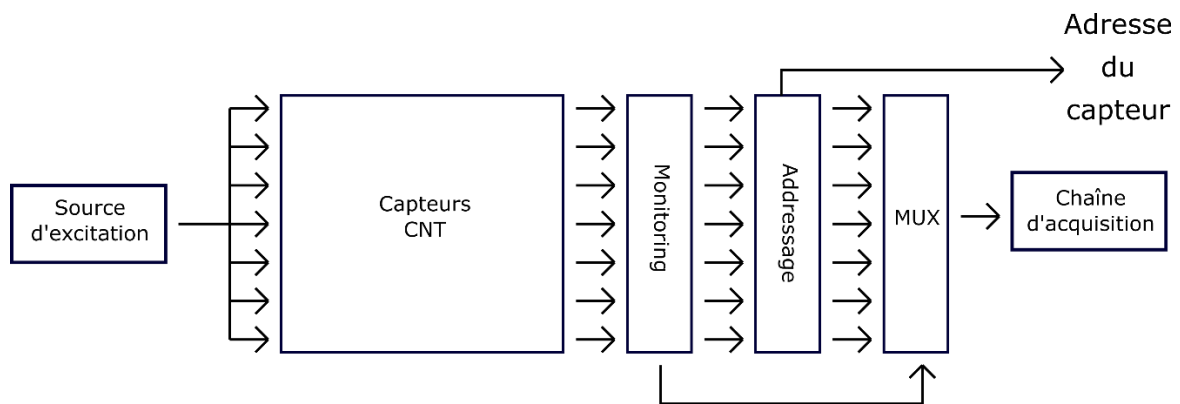 Adresse
du
capteur
Source
d'excitation
Capteurs
CNT
Monitoring
Addressage
MUX
Chaîne
d'acquisition